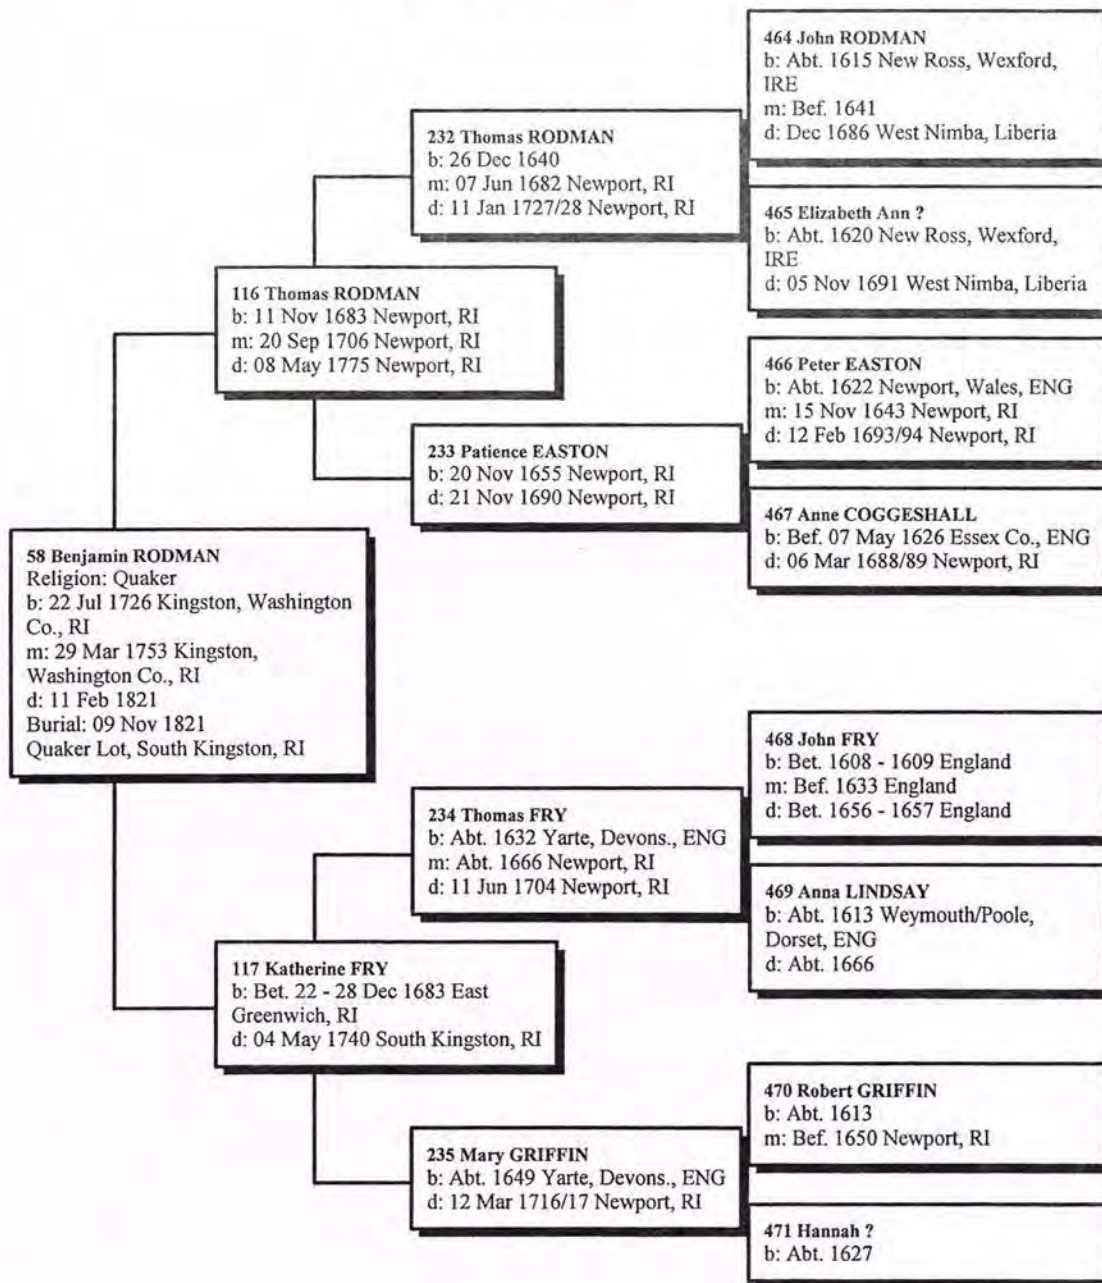 464 John RODMAN
b: Abt. 1615 New Ross, Wexford,
IRE
m: Bef. 1641
d: Dec 1686 West Nimba, Liberia
232 Thomas RODMAN
b: 26 Dec 1640
m: 07 Jun 1682 Newport, RI
d: 11 Jan 1727/28 Newport, RI
465 Elizabeth Ann ?
b: Abt. 1620 New Ross, Wexford,
IRE
d: 05 Nov 1691 West Nimba, Liberia
116 Thomas RODMAN
b: 11 Nov 1683 Newport, RI
m: 20 Sep 1706 Newport, RI
d: 08 May 1775 Newport, RI
466 Peter EASTON
b: Abt. 1622 Newport, Wales, ENG
m: 15 Nov 1643 Newport, RI
d: 12 Feb 1693/94 Newport, RI
233 Patience EASTON
b: 20 Nov 1655 Newport, RI
d: 21 Nov 1690 Newport, RI
467 Anne COGGESHALL
b: Bef. 07 May 1626 Essex Co., ENG
d: 06 Mar 1688/89 Newport, RI
58 Benjamin RODMAN
Religion: Quaker
b: 22 Jul 1726 Kingston, Washington
Co., RI
m: 29 Mar 1753 Kingston,
Washington Co., RI
d: 11 Feb 1821
Burial: 09 Nov 1821
Quaker Lot, South Kingston, RI
468 John FRY
b: Bet. 1608 - 1609 England
m: Bef. 1633 England
d: Bet. 1656 - 1657 England
234 Thomas FRY
b: Abt. 1632 Yarte, Devons., ENG
m: Abt. 1666 Newport, RI
d: 11 Jun 1704 Newport, RI
469 Anna LINDSAY
b: Abt. 1613 Weymouth/Poole,
Dorset, ENG
d: Abt. 1666
117 Katherine FRY
b: Bet. 22 - 28 Dec 1683 East
Greenwich, RI
d: 04 May 1740 South Kingston, RI
470 Robert GRIFFIN
b: Abt. 1613
m: Bef. 1650 Newport, RI
235 Mary GRIFFIN
b: Abt. 1649 Yarte, Devons., ENG
d: 12 Mar 1716/17 Newport, RI
471 Hannah ?
b: Abt. 1627